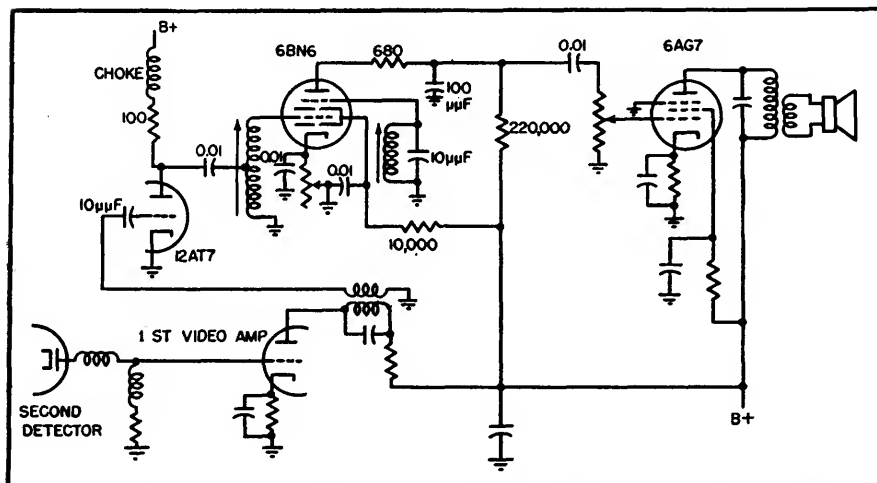 B+
CHOKE
100
0.01
10μμF
12AT7
6BN6
680
100
μμF
0.01
0.01
10μμF
10,000
220,000
0.01
6AG7
1 ST VIDEO AMP
SECOND
DETECTOR
B+